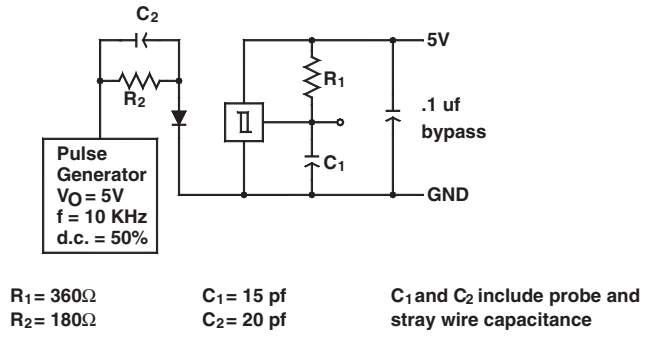 C2
5V
R1
R2
.1 uf
bypass
C1
Pulse
Generator
VO = 5V
f = 10 KHz
d.c. = 50%
GND
R1 = 360Ω
C1 = 15 pf
C1 and C2 include probe and
R2 = 180Ω
C2 = 20 pf
stray wire capacitance